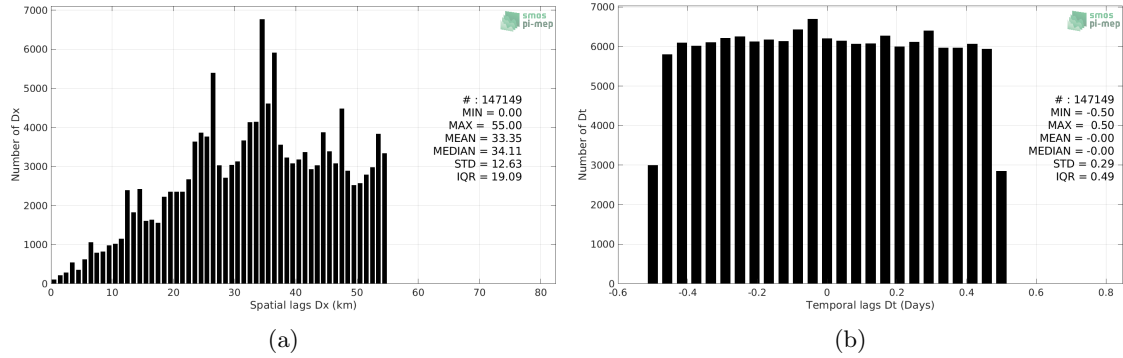 7000
6000
5000
4000
3000
2000
1000
0
Number of Dx
0 10 20 30 40 50 60 70 80
Spatial lags Dx (km)
smos
pi-mep
# : 147149
MIN = 0.00
MAX = 55.00
MEAN = 33.35
MEDIAN = 34.11
STD = 12.63
IQR = 19.09
(a)
7000
6000
5000
4000
3000
2000
1000
0
Number of Dt
-0.6 -0.4 -0.2 0 0.2 0.4 0.6 0.8
Temporal lags Dt (Days)
smos
pi-mep
# : 147149
MIN = -0.50
MAX = 0.50
MEAN = -0.00
MEDIAN = -0.00
STD = 0.29
IQR = 0.49
(b)